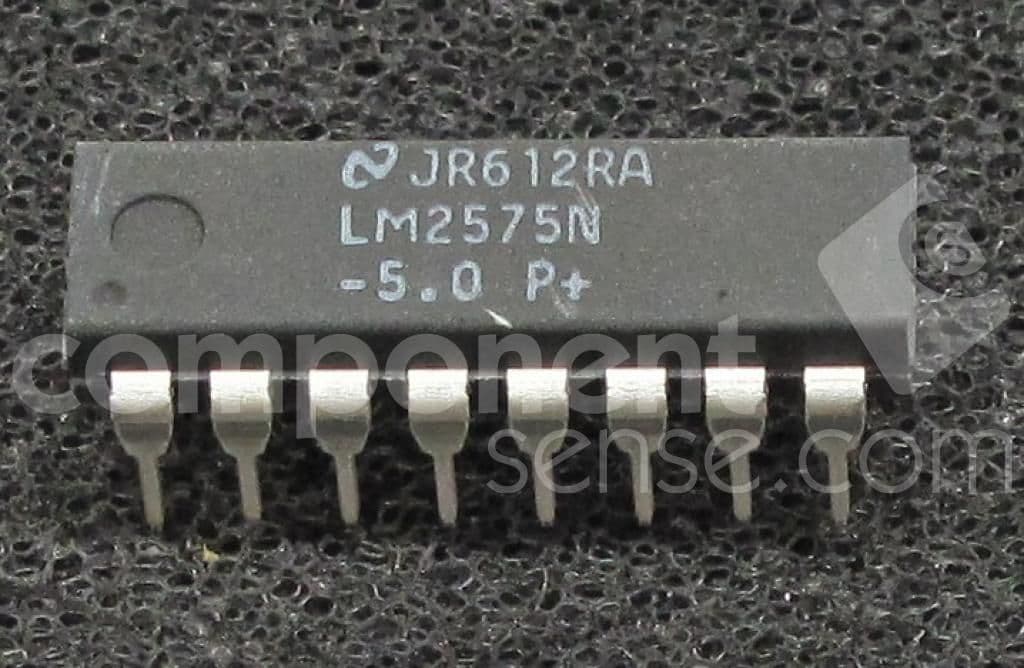 JR612RA
LM2575N
-5.0 P+
component
sense.com